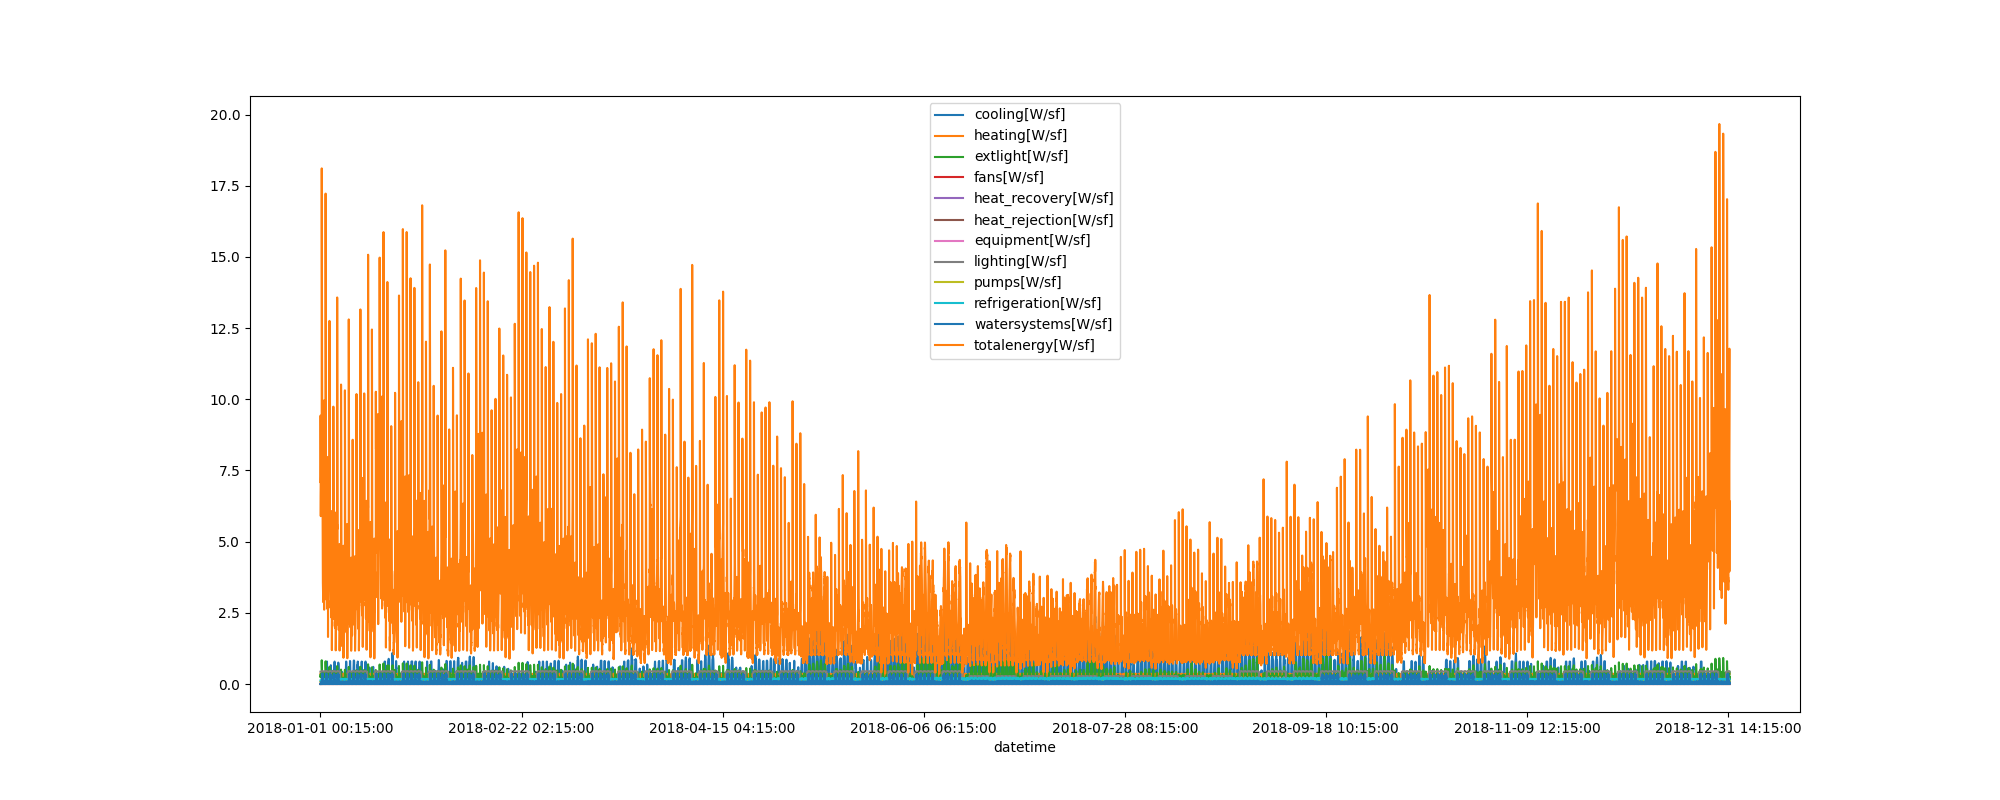 20.0
17.5
15.0
12.5
10.0
7.5
5.0
2.5
0.0
cooling[W/sf]
heating[W/sf]
extlight[W/sf]
fans[W/sf]
heat_recovery[W/sf]
heat_rejection[W/sf]
equipment[W/sf]
lighting[W/sf]
pumps[W/sf]
refrigeration[W/sf]
watersystems[W/sf]
totalenergy[W/sf]
2018-01-01 00:15:00 2018-02-22 02:15:00 2018-04-15 04:15:00 2018-06-06 06:15:00 2018-07-28 08:15:00 2018-09-18 10:15:00 2018-11-09 12:15:00 2018-12-31 14:15:00
datetime